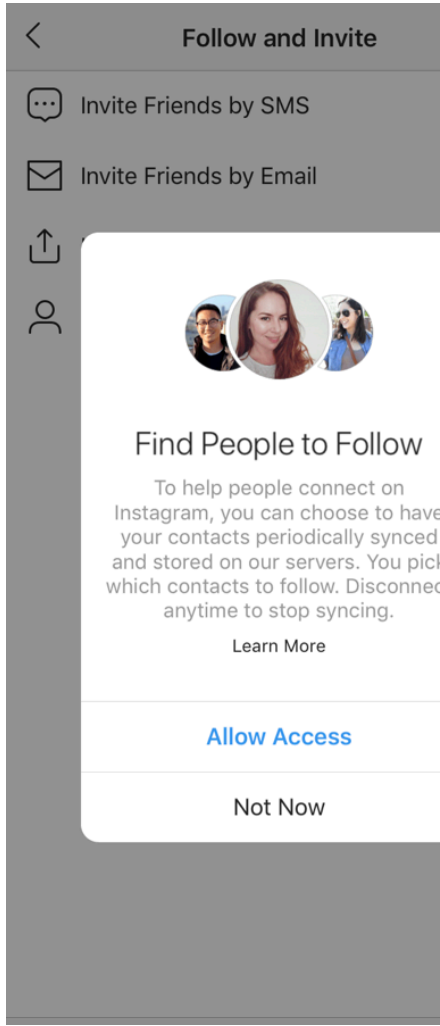 Follow and Invite
Invite Friends by SMS
Invite Friends by Email
Find People to Follow
To help people connect on
Instagram, you can choose to have
your contacts periodically synced
and stored on our servers. You pick
which contacts to follow. Disconnect
anytime to stop syncing.
Learn More
Allow Access
Not Now